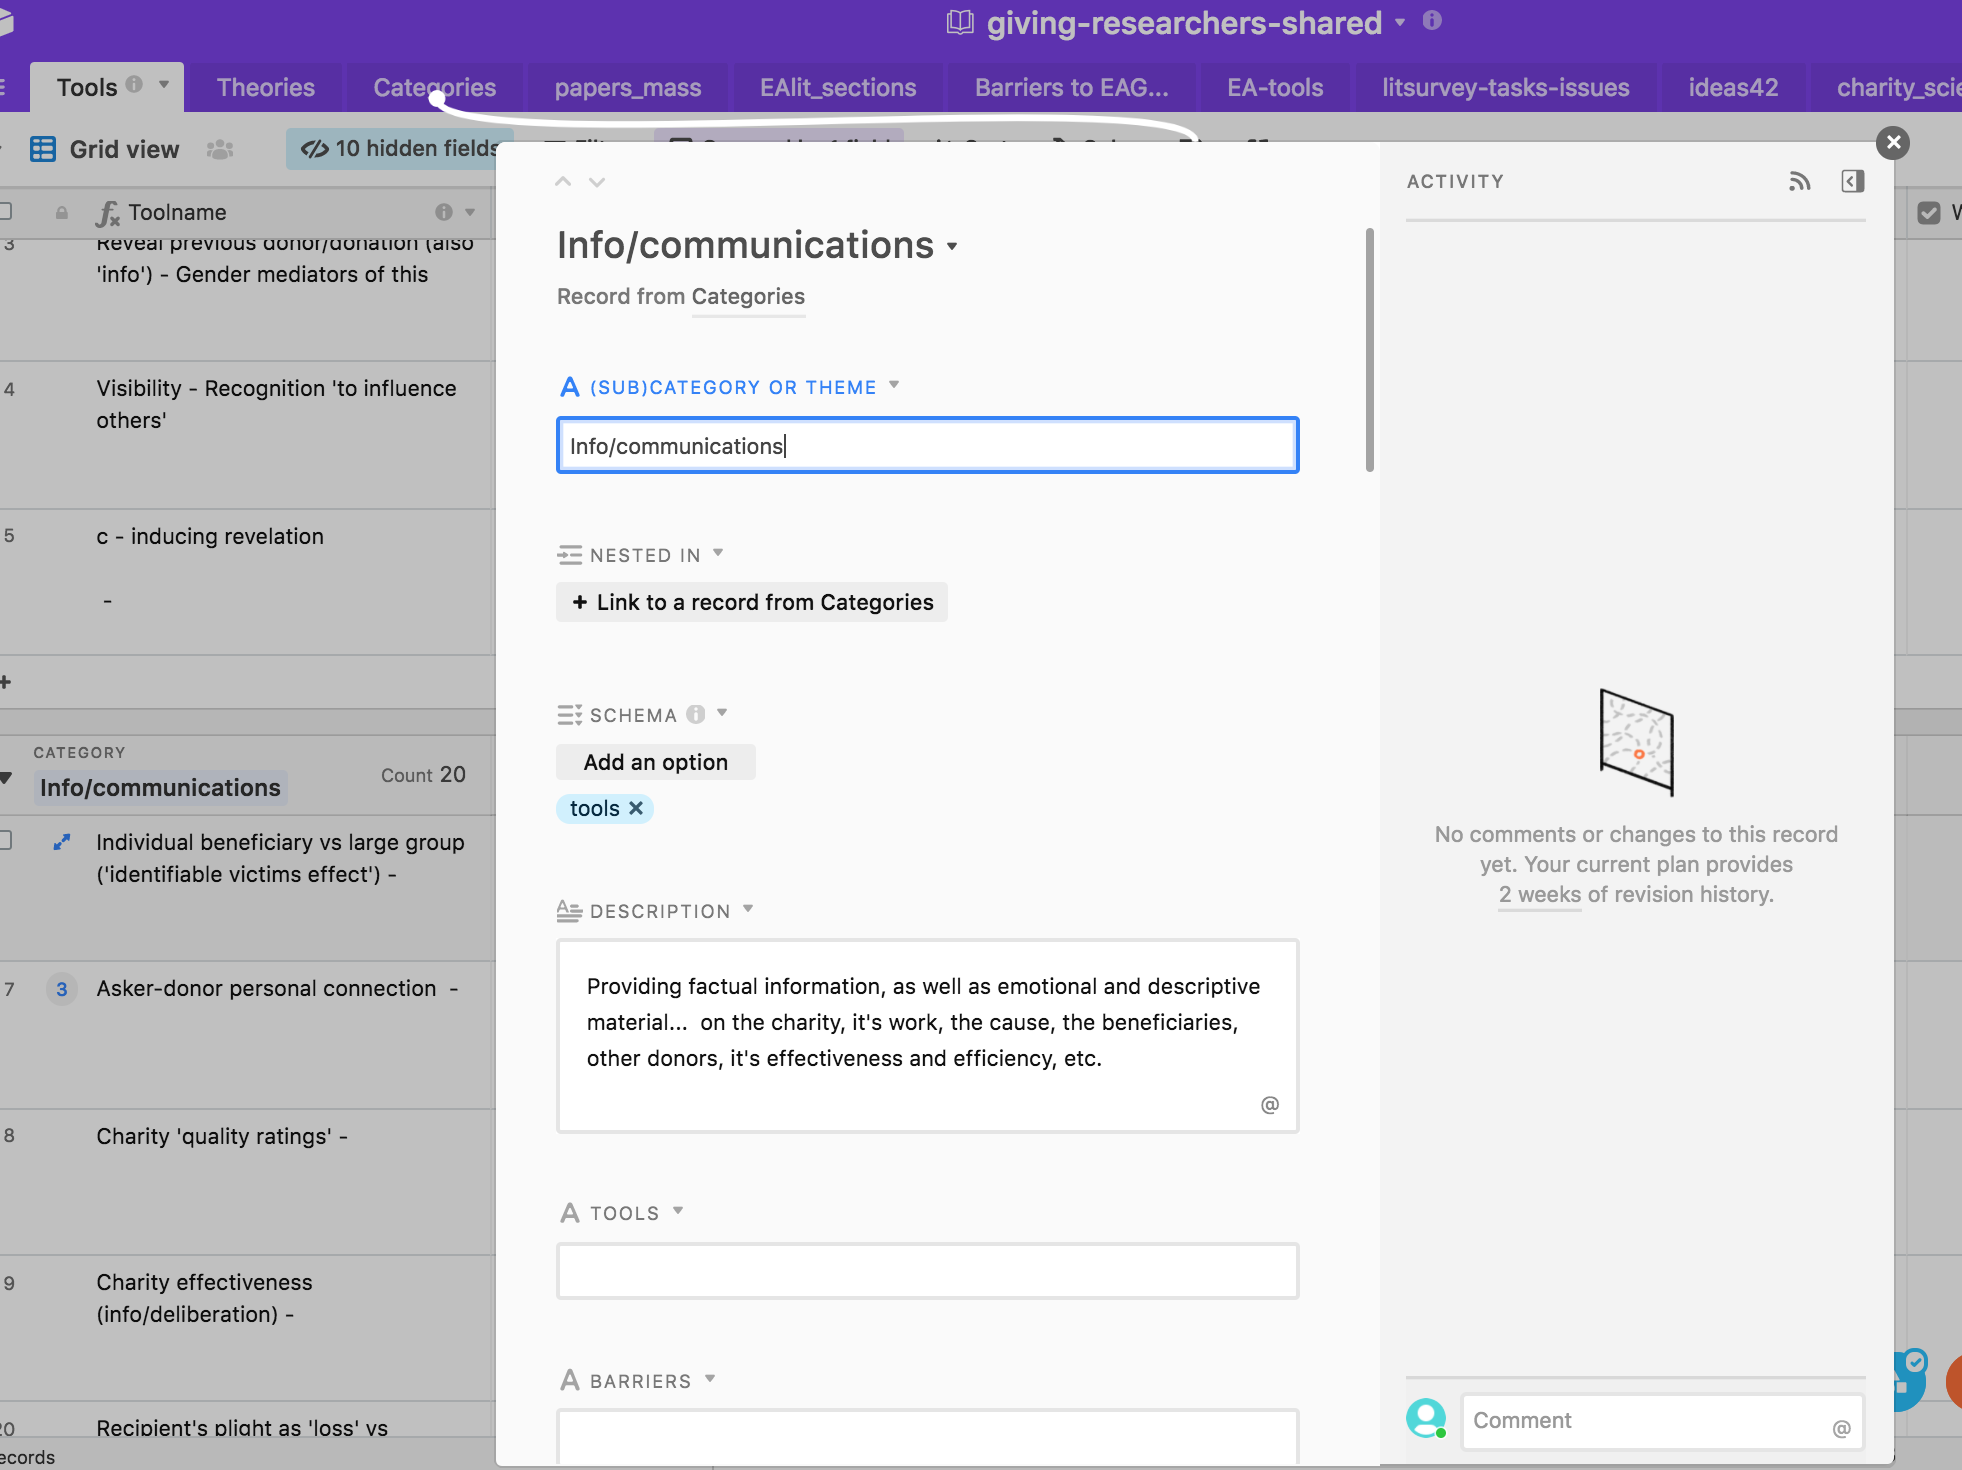 giving-researchers-shared
Tools
Theories
Categories
papers_mass
EAlit_sections
Barriers to EAG...
EA-tools
litsurvey-tasks-issues
ideas42
Grid view
10 hidden fields
Toolname
3
Reveal previous donor/donation (also
'info') - Gender mediators of this
4
Visibility - Recognition 'to influence
others'
5
c - inducing revelation
-
+
CATEGORY
Info/communications
Count 20
Individual beneficiary vs large group
('identifiable victims effect') -
7
3
Asker-donor personal connection -
8
Charity 'quality ratings' -
9
Charity effectiveness
(info/deliberation) -
20
Recipient's plight as 'loss' vs
Info/communications
Record from Categories
(SUB)CATEGORY OR THEME
Info/communications
NESTED IN
+ Link to a record from Categories
SCHEMA
Add an option
tools
DESCRIPTION
Providing factual information, as well as emotional and descriptive
material... on the charity, it's work, the cause, the beneficiaries,
other donors, it's effectiveness and efficiency, etc.
@
TOOLS
BARRIERS
ACTIVITY
No comments or changes to this record
yet. Your current plan provides
2 weeks of revision history.
Comment
@